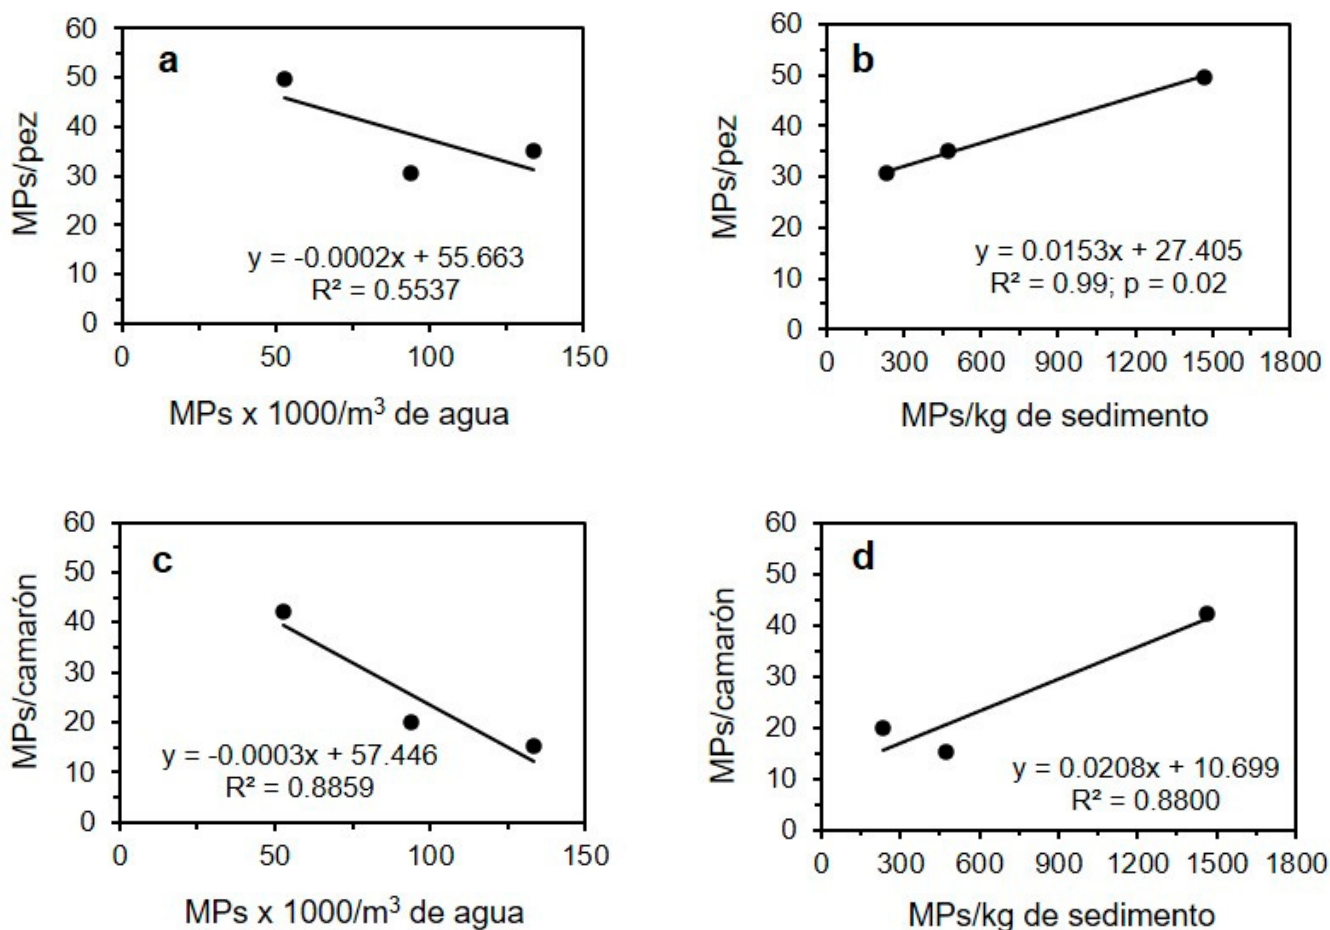 a
60
50
40
30
20
10
0
MPs/pez
y = -0.0002x + 55.663
R² = 0.5537
0 50 100 150
MPs x 1000/m³ de agua
b
60
50
40
30
20
10
0
MPs/pez
y = 0.0153x + 27.405
R² = 0.99; p = 0.02
0 300 600 900 1200 1500 1800
MPs/kg de sedimento
c
60
50
40
30
20
10
0
MPs/camarón
y = -0.0003x + 57.446
R² = 0.8859
0 50 100 150
MPs x 1000/m³ de agua
d
60
50
40
30
20
10
0
MPs/camarón
y = 0.0208x + 10.699
R² = 0.8800
0 300 600 900 1200 1500 1800
MPs/kg de sedimento